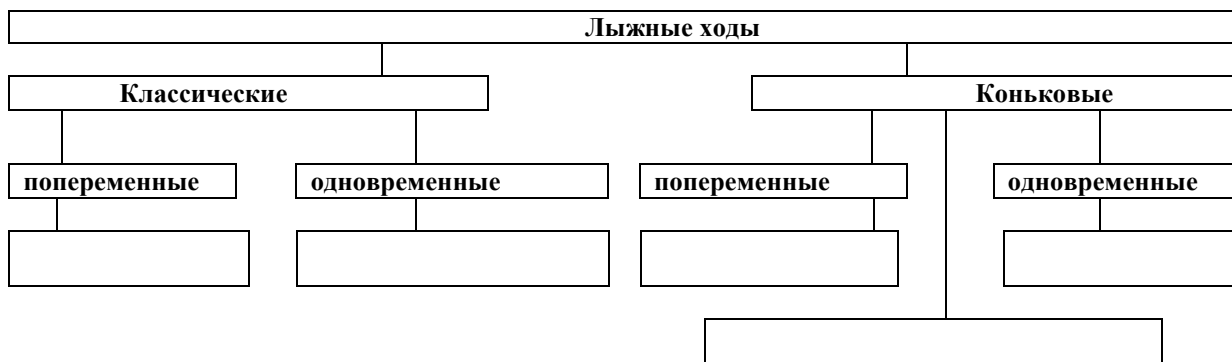 Лыжные ходы
Классические
Коньковые
попеременные
одновременные
попеременные
одновременные